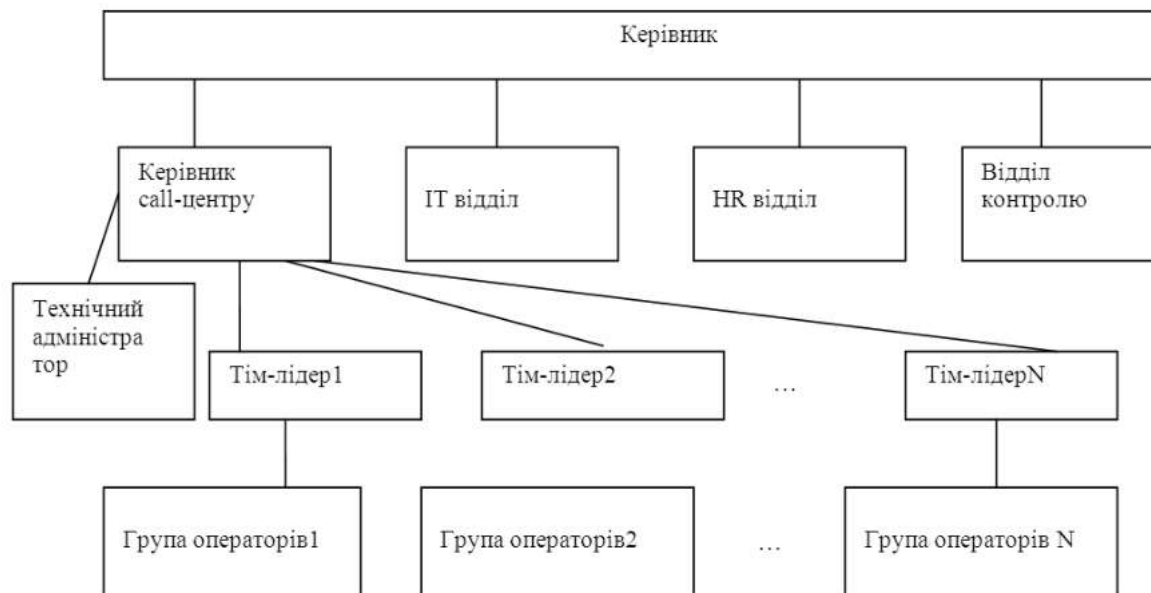 Керівник
Керівник
call-центру
ІТ відділ
HR відділ
Відділ
контролю
Технічний
адміністра
тор
Тім-лідер1
Тім-лідер2
...
Тім-лідерN
Група операторів1
Група операторів2
...
Група операторів N